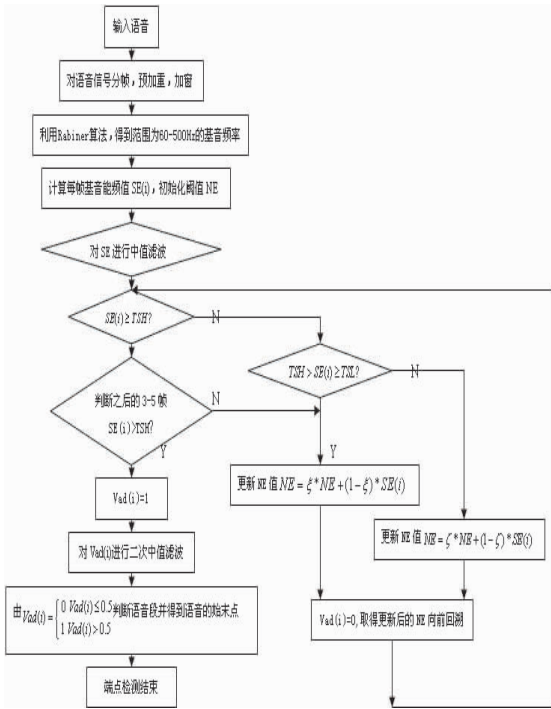 输入语音
对语音信号分帧，预加重，加窗
利用Rabiner算法，得到范围为60-500Hz的基音频率
计算每帧基音能频值 SE(i)，初始化阈值 NE
对 SE 进行中值滤波
SE(i)≥TSH?
N
TSH>SE(i)≥TSL?
N
判断之后的 3-5 帧
SE(i)>TSH?
N
Y
Y
Vad(i)=1
更新 NE 值 NE=ξ*NE+(1-ξ)*SE(i)
更新 NE 值 NE=ζ*NE+(1-ζ)*SE(i)
对 Vad(i)进行二次中值滤波
由Vad(i)={0 Vad(i)≤0.5
1 Vad(i)>0.5
判断语音段并得到语音的始末点
Vad(i)=0,取得更新后的 NE 向前回溯
端点检测结束